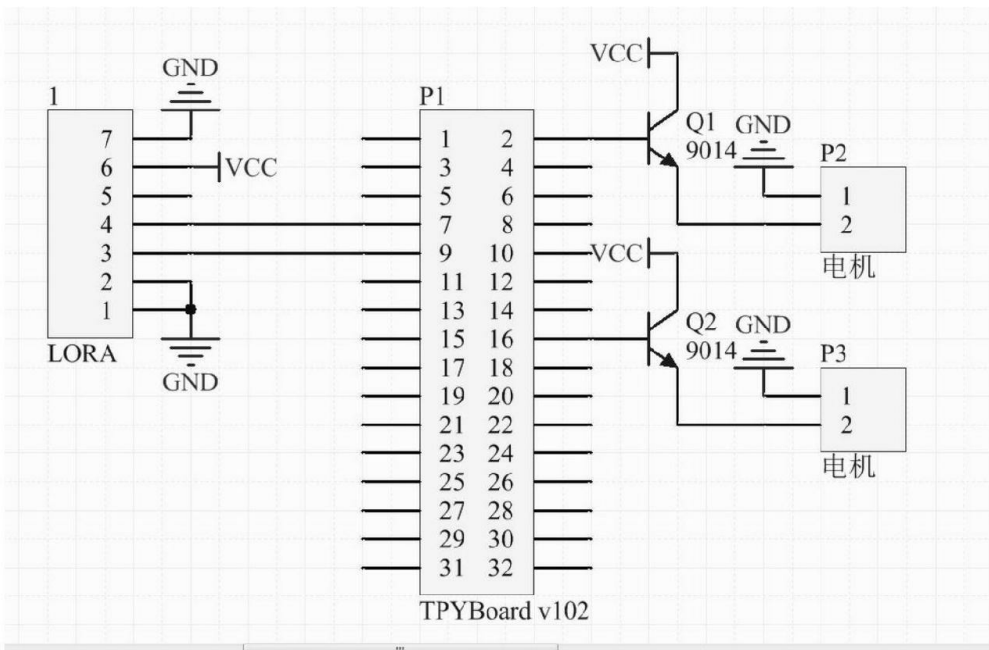 1
GND
7
6
VCC
5
4
3
2
1
LORA
GND
P1
1 2
3 4
5 6
7 8
9 10
11 12
13 14
15 16
17 18
19 20
21 22
23 24
25 26
27 28
29 30
31 32
TPYBoard v102
VCC
Q1
9014
GND
P2
1
2
电机
VCC
Q2
9014
GND
P3
1
2
电机